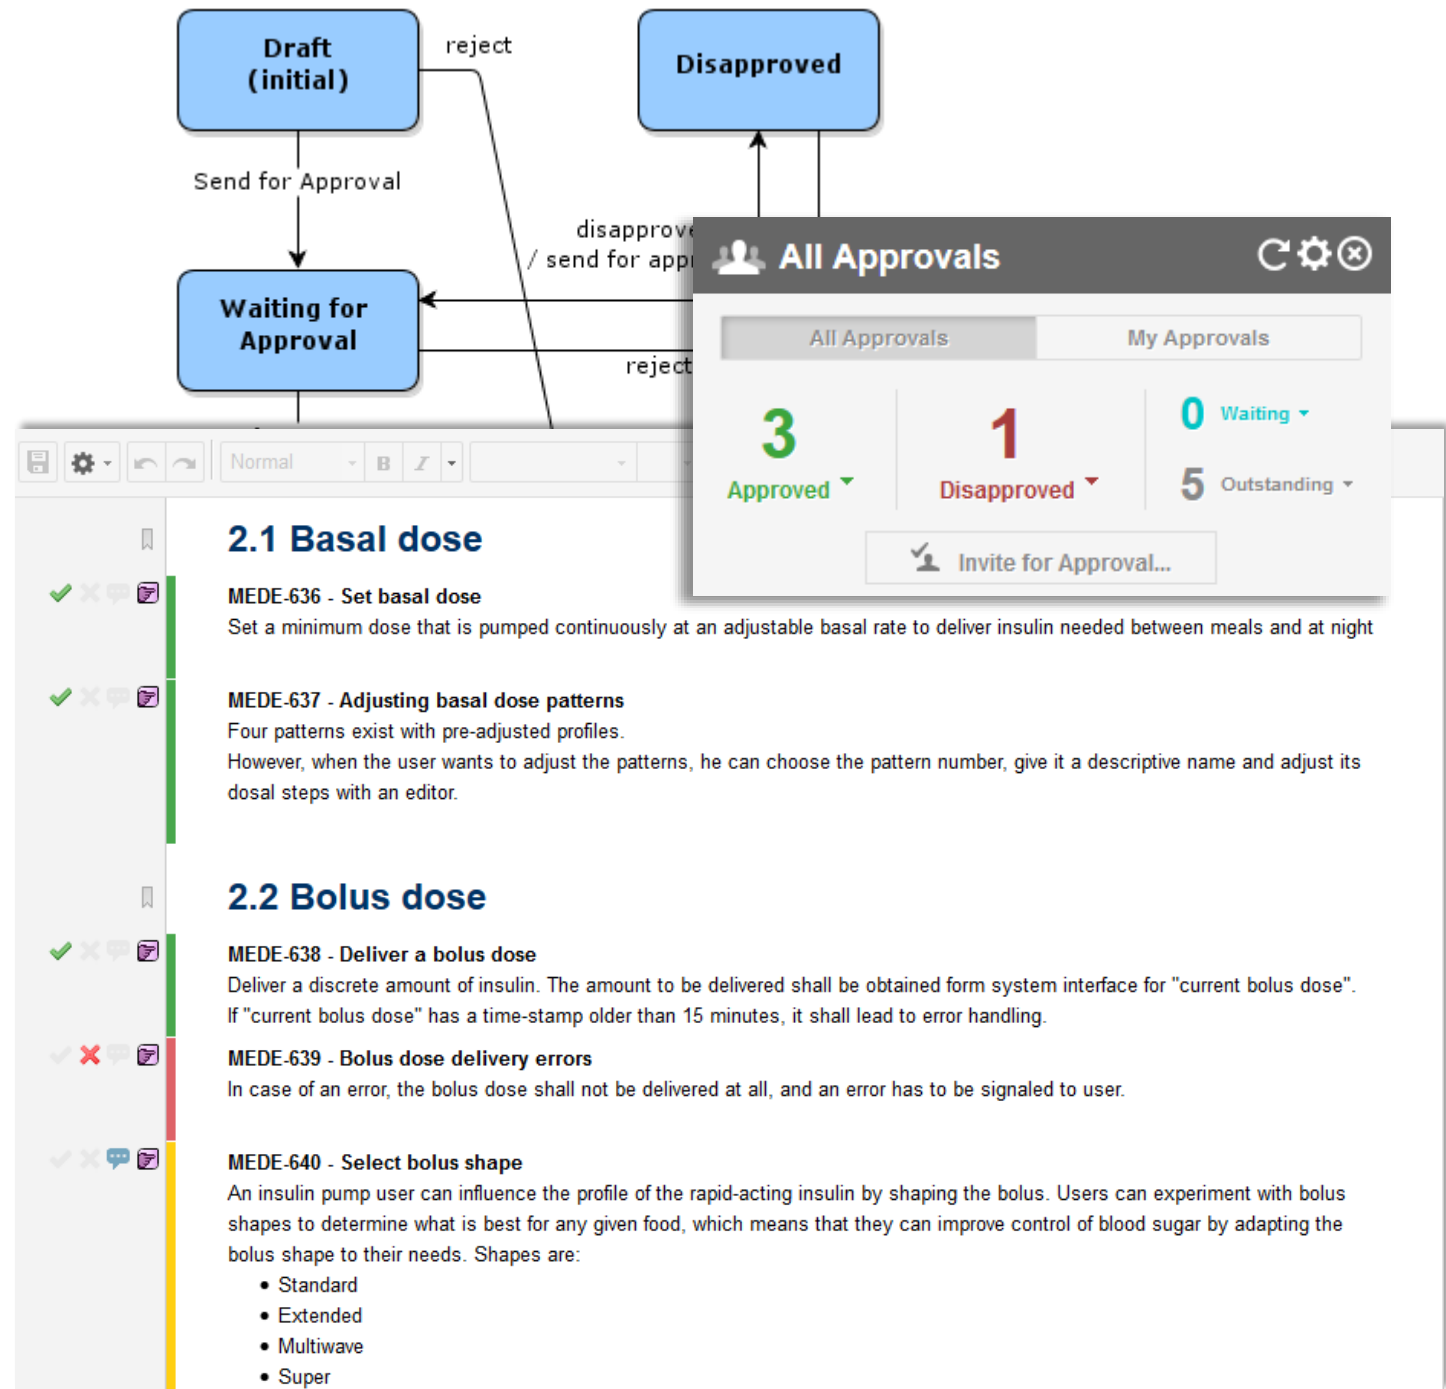 Draft
(initial)
reject
Disapproved
Send for Approval
disapprove
/ send for app
Waiting for
Approval
reject
All Approvals
All Approvals
My Approvals
3
Approved
1
Disapproved
0 Waiting
5 Outstanding
Invite for Approval...
Normal
B
I
2.1 Basal dose
MEDE-636 - Set basal dose
Set a minimum dose that is pumped continuously at an adjustable basal rate to deliver insulin needed between meals and at night
MEDE-637 - Adjusting basal dose patterns
Four patterns exist with pre-adjusted profiles.
However, when the user wants to adjust the patterns, he can choose the pattern number, give it a descriptive name and adjust its
dosal steps with an editor.
2.2 Bolus dose
MEDE-638 - Deliver a bolus dose
Deliver a discrete amount of insulin. The amount to be delivered shall be obtained form system interface for "current bolus dose".
If "current bolus dose" has a time-stamp older than 15 minutes, it shall lead to error handling.
MEDE-639 - Bolus dose delivery errors
In case of an error, the bolus dose shall not be delivered at all, and an error has to be signaled to user.
MEDE-640 - Select bolus shape
An insulin pump user can influence the profile of the rapid-acting insulin by shaping the bolus. Users can experiment with bolus
shapes to determine what is best for any given food, which means that they can improve control of blood sugar by adapting the
bolus shape to their needs. Shapes are:
• Standard
• Extended
• Multiwave
• Super